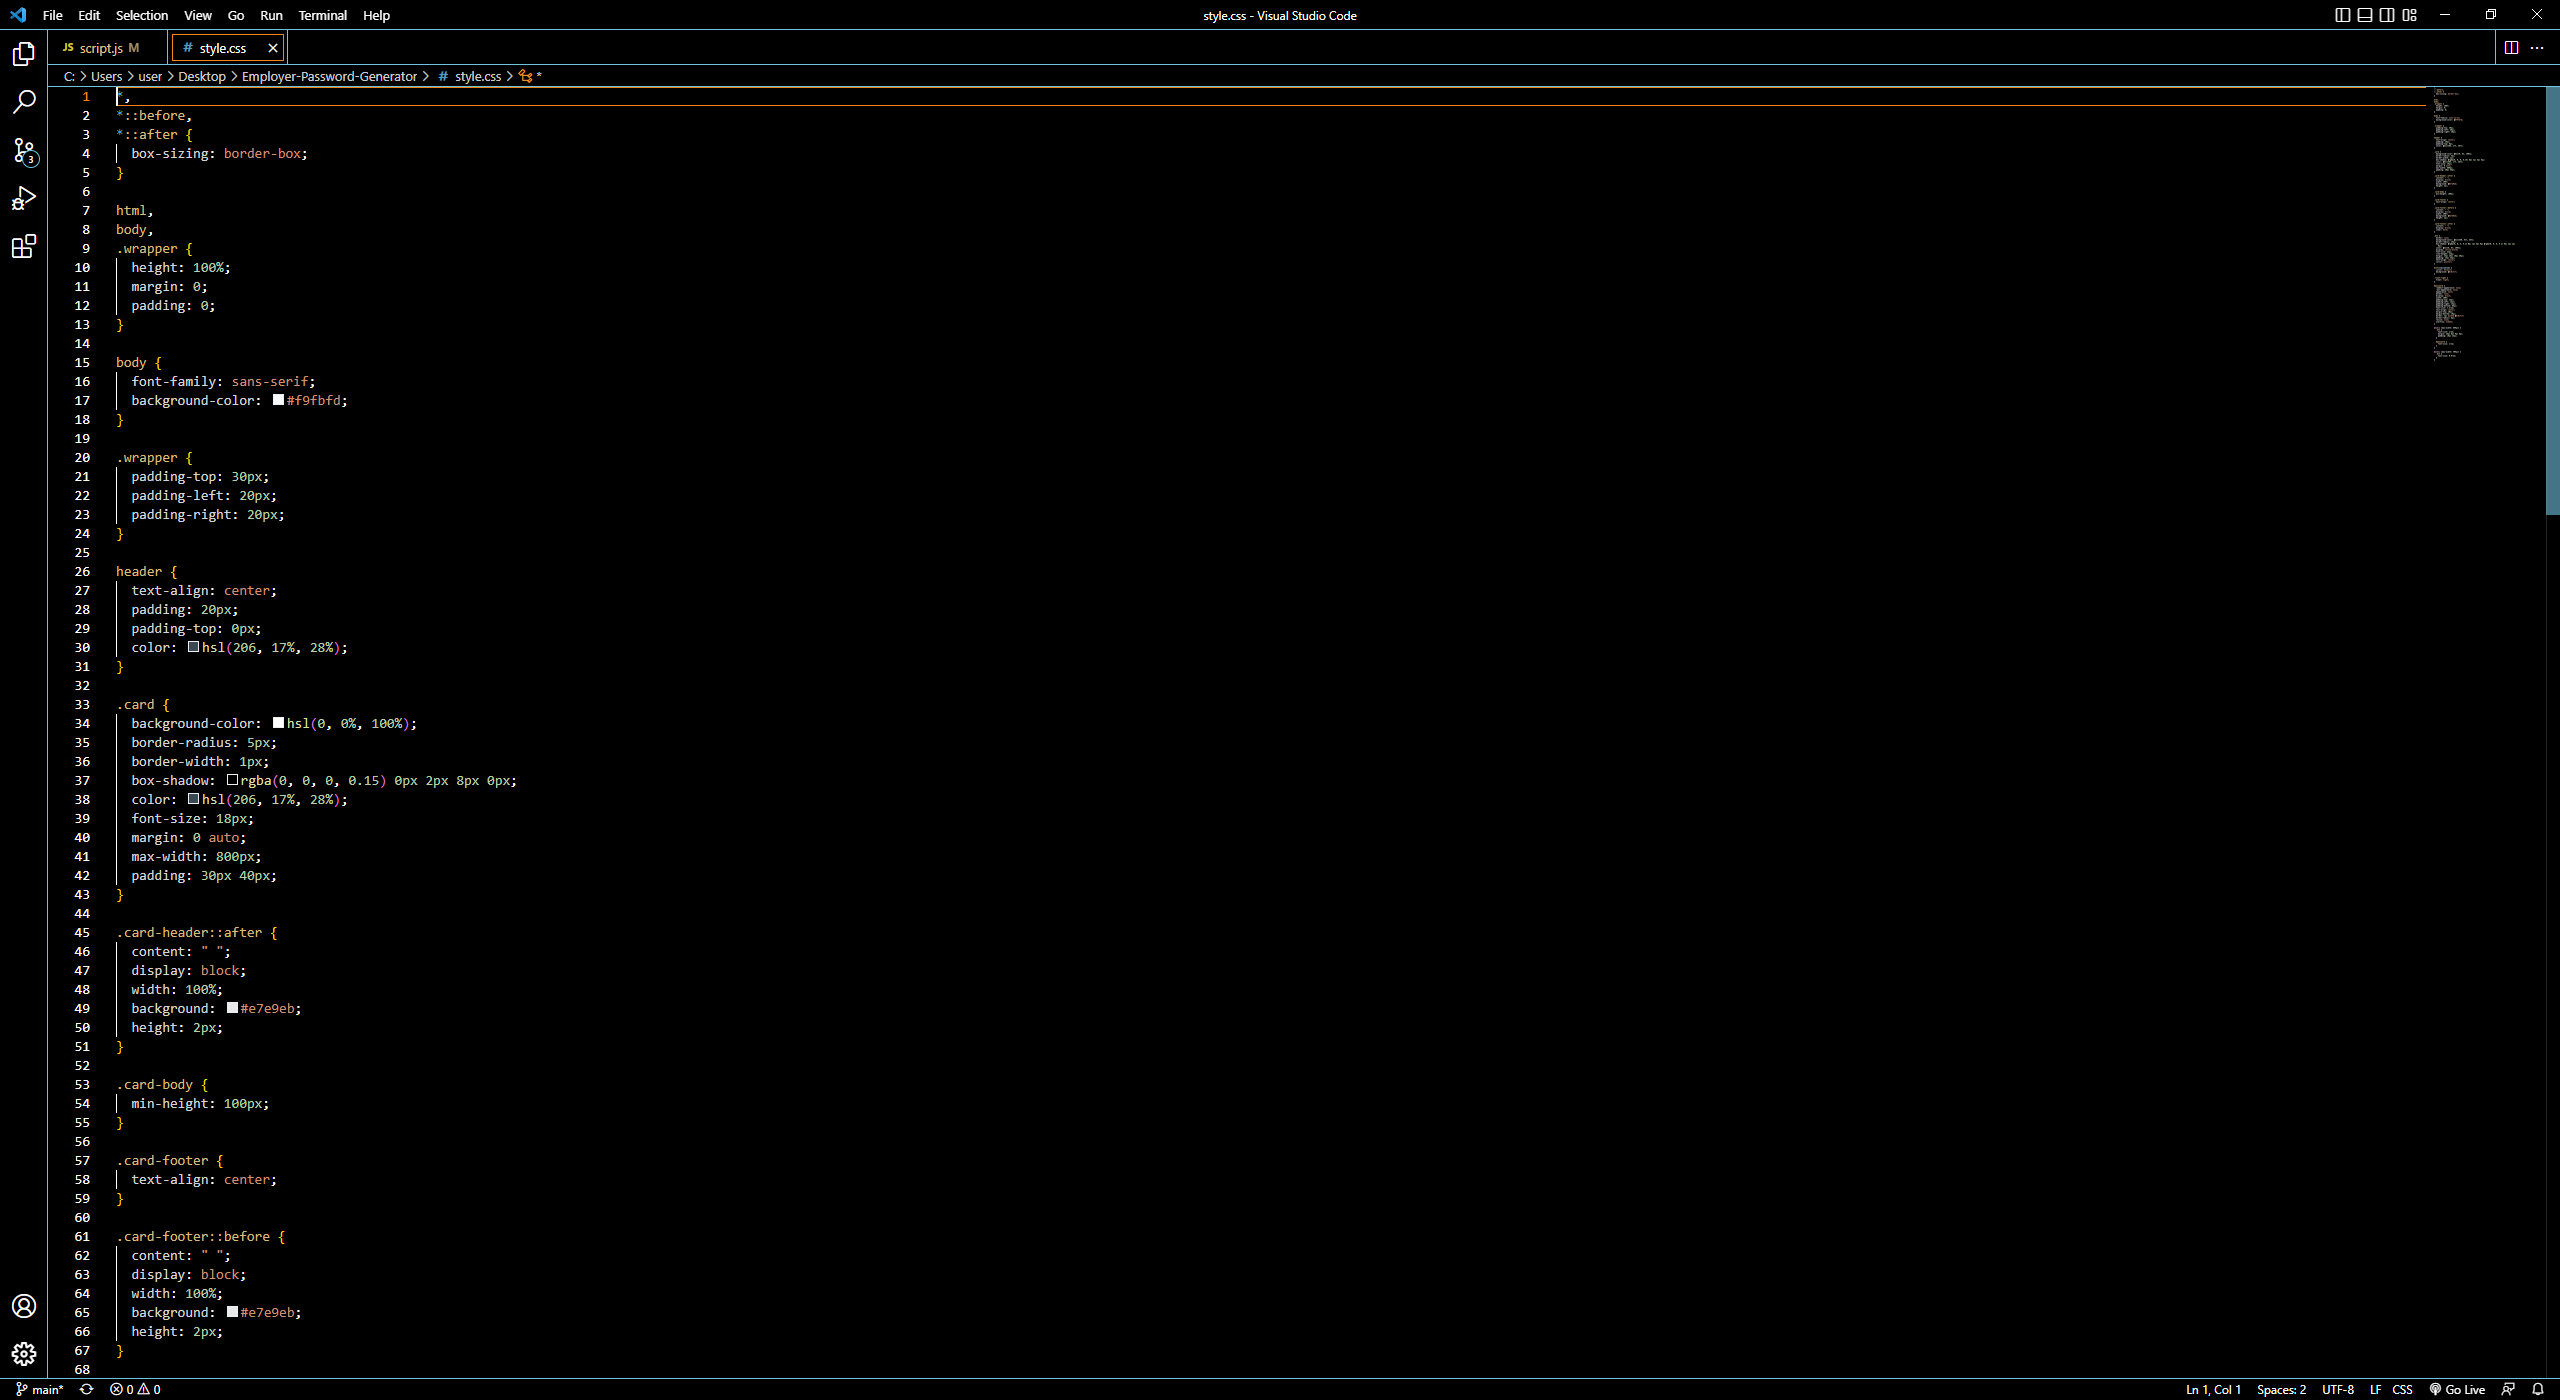 File Edit Selection View Go Run Terminal Help
style.css - Visual Studio Code
JS script.js M
# style.css
C: > Users > user > Desktop > Employer-Password-Generator > # style.css > *
1 *,
2 *::before,
3 *::after {
4 box-sizing: border-box;
5 }
6
7 html,
8 body,
9 .wrapper {
10 height: 100%;
11 margin: 0;
12 padding: 0;
13 }
14
15 body {
16 font-family: sans-serif;
17 background-color: #f9fbfd;
18 }
19
20 .wrapper {
21 padding-top: 30px;
22 padding-left: 20px;
23 padding-right: 20px;
24 }
25
26 header {
27 text-align: center;
28 padding: 20px;
29 padding-top: 0px;
30 color: hsl(206, 17%, 28%);
31 }
32
33 .card {
34 background-color: hsl(0, 0%, 100%);
35 border-radius: 5px;
36 border-width: 1px;
37 box-shadow: rgba(0, 0, 0, 0.15) 0px 2px 8px 0px;
38 color: hsl(206, 17%, 28%);
39 font-size: 18px;
40 margin: 0 auto;
41 max-width: 800px;
42 padding: 30px 40px;
43 }
44
45 .card-header::after {
46 content: " ";
47 display: block;
48 width: 100%;
49 background: #e7e9eb;
50 height: 2px;
51 }
52
53 .card-body {
54 min-height: 100px;
55 }
56
57 .card-footer {
58 text-align: center;
59 }
60
61 .card-footer::before {
62 content: " ";
63 display: block;
64 width: 100%;
65 background: #e7e9eb;
66 height: 2px;
67 }
68
3
main* 0 0
Ln 1, Col 1 Spaces: 2 UTF-8 LF CSS Go Live